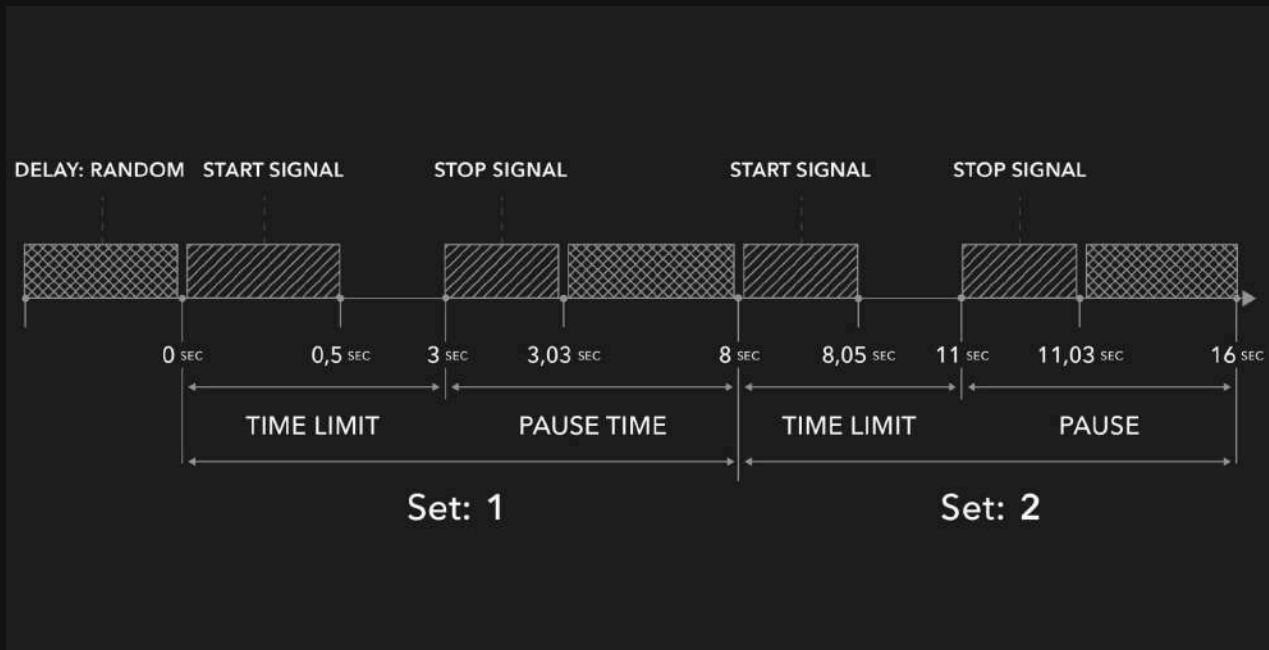 DELAY: RANDOM START SIGNAL STOP SIGNAL START SIGNAL STOP SIGNAL
0 SEC 0,5 SEC 3 SEC 3,03 SEC 8 SEC 8,05 SEC 11 SEC 11,03 SEC 16 SEC
TIME LIMIT PAUSE TIME TIME LIMIT PAUSE
Set: 1 Set: 2